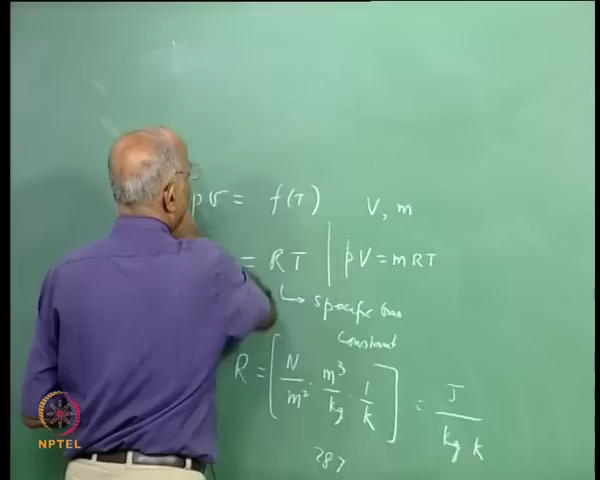 pv = f(T)    V, m
= RT | pV = mRT
↳ specific Gas
constant
R = [N/m² · m³/kg · 1/K] = J/kg K
287
NPTEL